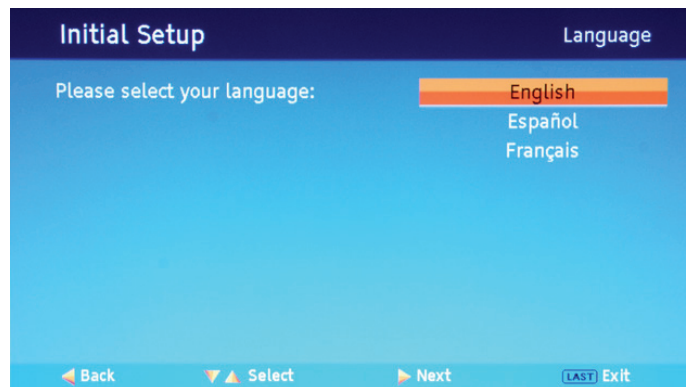 Initial Setup Language
Please select your language: English
Español
Français
Back Select Next LAST Exit